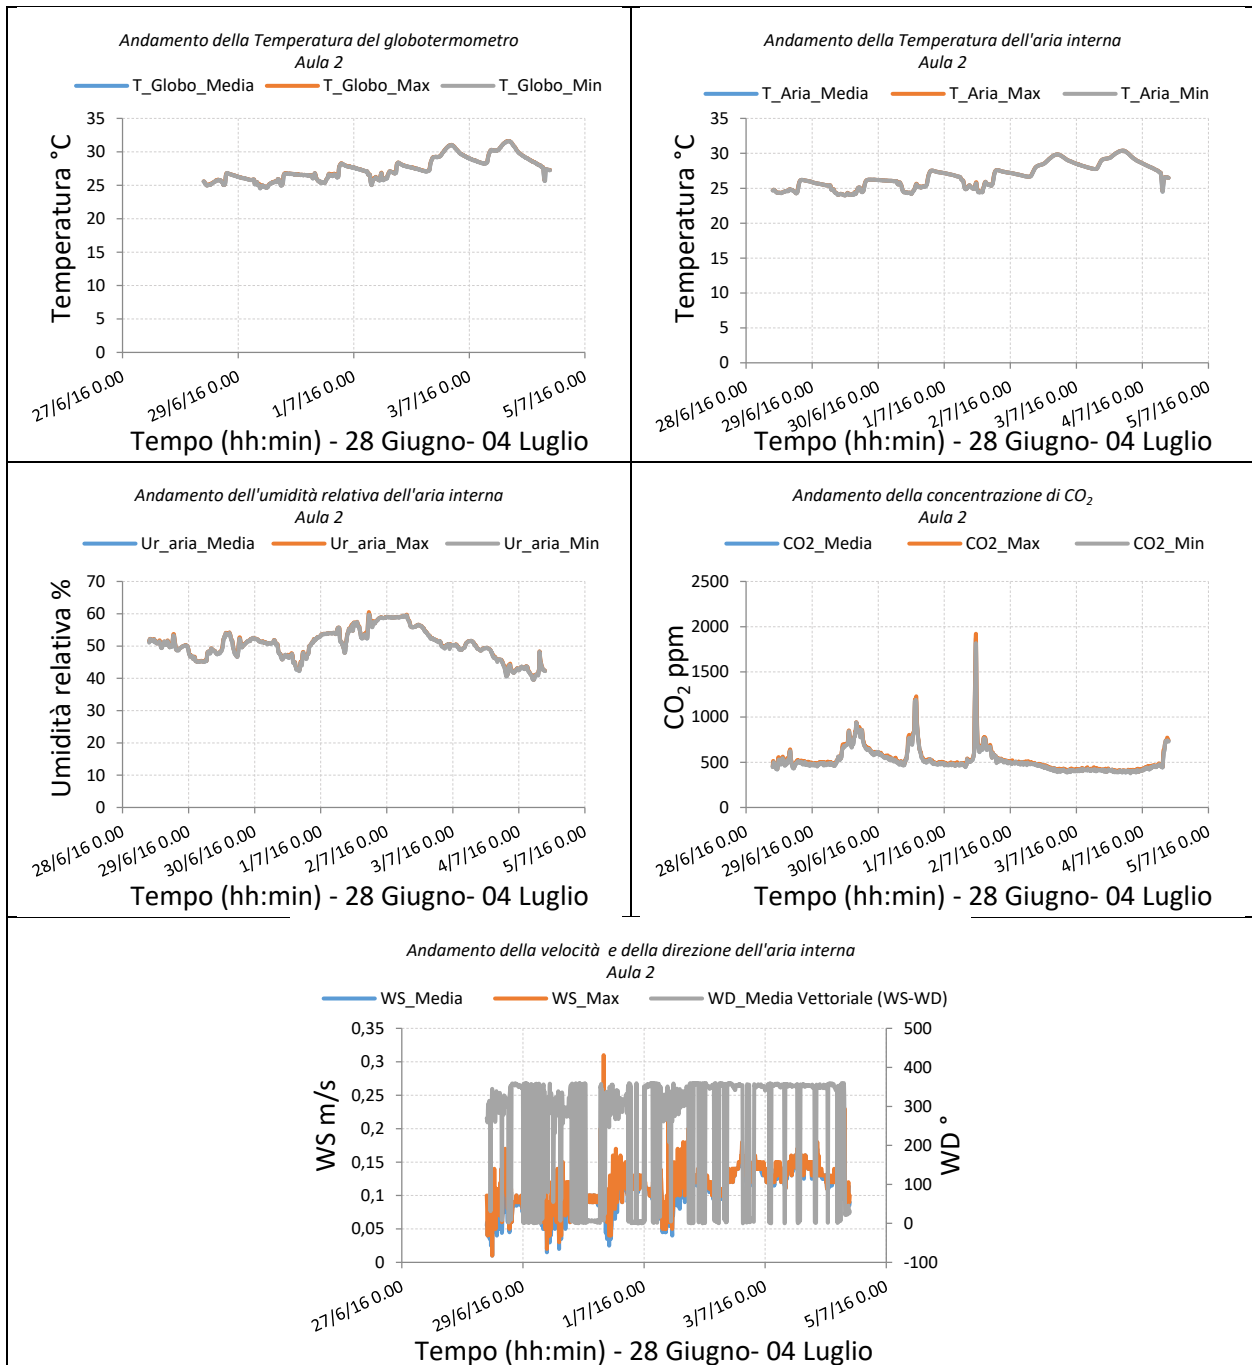 Andamento della Temperatura del globotermometro
Aula 2
T_Globo_Media T_Globo_Max T_Globo_Min
35
30
25
20
15
10
5
0
Temperatura °C
27/6/16 0.00 29/6/16 0.00 1/7/16 0.00 3/7/16 0.00 5/7/16 0.00
Tempo (hh:min) - 28 Giugno- 04 Luglio
Andamento della Temperatura dell'aria interna
Aula 2
T_Aria_Media T_Aria_Max T_Aria_Min
35
30
25
20
15
10
5
0
Temperatura °C
28/6/16 0.00 29/6/16 0.00 30/6/16 0.00 1/7/16 0.00 2/7/16 0.00 3/7/16 0.00 4/7/16 0.00 5/7/16 0.00
Tempo (hh:min) - 28 Giugno- 04 Luglio
Andamento dell'umidità relativa dell'aria interna
Aula 2
Ur_aria_Media Ur_aria_Max Ur_aria_Min
70
60
50
40
30
20
10
0
Umidità relativa %
28/6/16 0.00 29/6/16 0.00 30/6/16 0.00 1/7/16 0.00 2/7/16 0.00 3/7/16 0.00 4/7/16 0.00 5/7/16 0.00
Tempo (hh:min) - 28 Giugno- 04 Luglio
Andamento della concentrazione di CO₂
Aula 2
CO2_Media CO2_Max CO2_Min
2500
2000
1500
1000
500
0
CO₂ ppm
28/6/16 0.00 29/6/16 0.00 30/6/16 0.00 1/7/16 0.00 2/7/16 0.00 3/7/16 0.00 4/7/16 0.00 5/7/16 0.00
Tempo (hh:min) - 28 Giugno- 04 Luglio
Andamento della velocità e della direzione dell'aria interna
Aula 2
WS_Media WS_Max WD_Media Vettoriale (WS-WD)
0,35
0,3
0,25
0,2
0,15
0,1
0,05
0
WS m/s
500
400
300
200
100
0
-100
WD °
27/6/16 0.00 29/6/16 0.00 1/7/16 0.00 3/7/16 0.00 5/7/16 0.00
Tempo (hh:min) - 28 Giugno- 04 Luglio